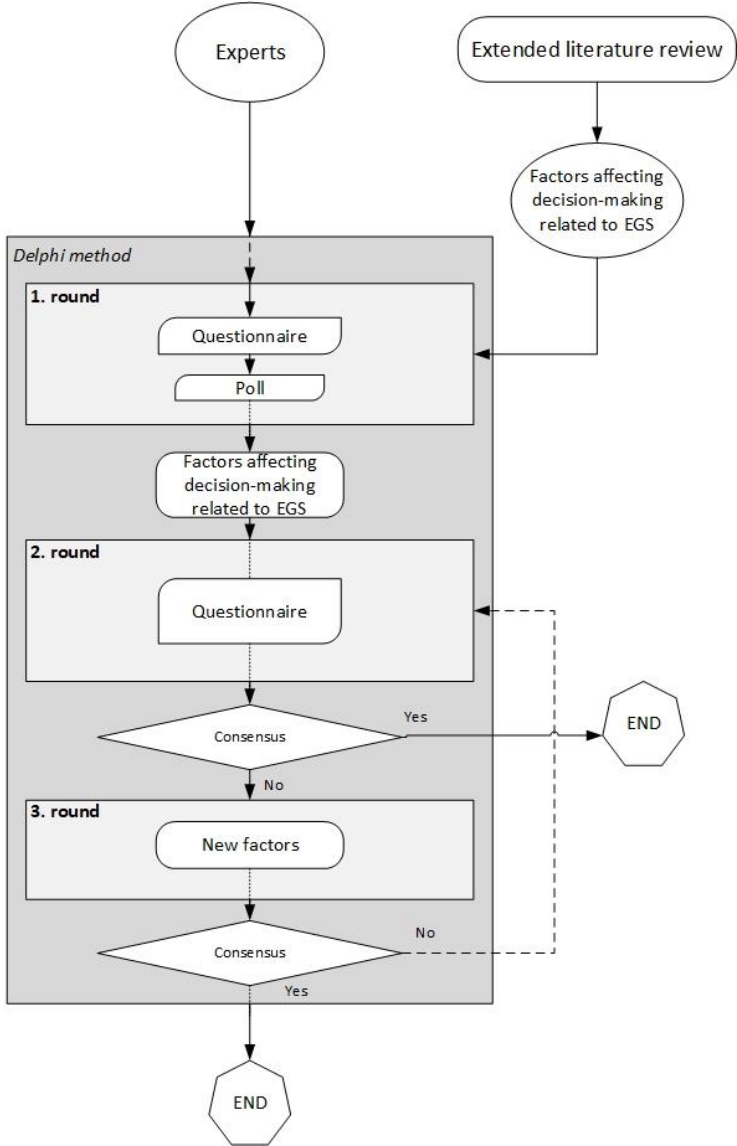 Experts
Extended literature review
Factors affecting
decision-making
related to EGS
Delphi method
1. round
Questionnaire
Poll
Factors affecting
decision-making
related to EGS
2. round
Questionnaire
Consensus
Yes
END
No
3. round
New factors
Consensus
No
Yes
END